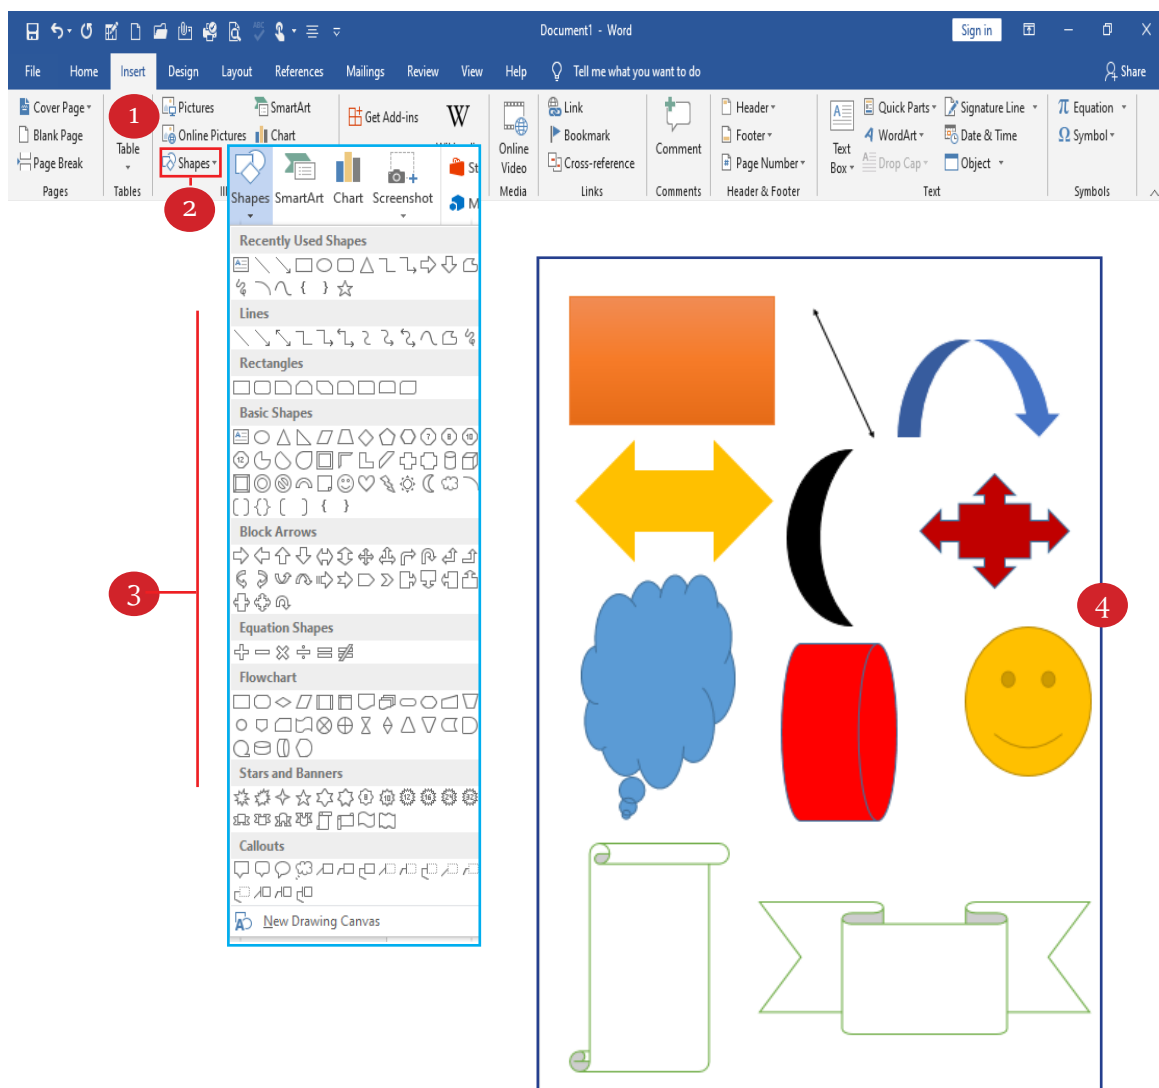 Document1 - Word
Sign in
File Home Insert Design Layout References Mailings Review View Help Tell me what you want to do Share
Cover Page
Blank Page
Page Break
Pages
1
Table
Tables
Pictures
Online Pictures
Shapes
2
SmartArt
Chart
Get Add-ins
W
Online
Video
Media
Link
Bookmark
Cross-reference
Links
Comment
Comments
Header
Footer
Page Number
Header & Footer
Text
Box
Quick Parts
WordArt
Drop Cap
Signature Line
Date & Time
Object
Text
π Equation
Ω Symbol
Symbols
Shapes SmartArt Chart Screenshot
St
M
Recently Used Shapes
Lines
Rectangles
Basic Shapes
Block Arrows
3
Equation Shapes
Flowchart
Stars and Banners
Callouts
New Drawing Canvas
4